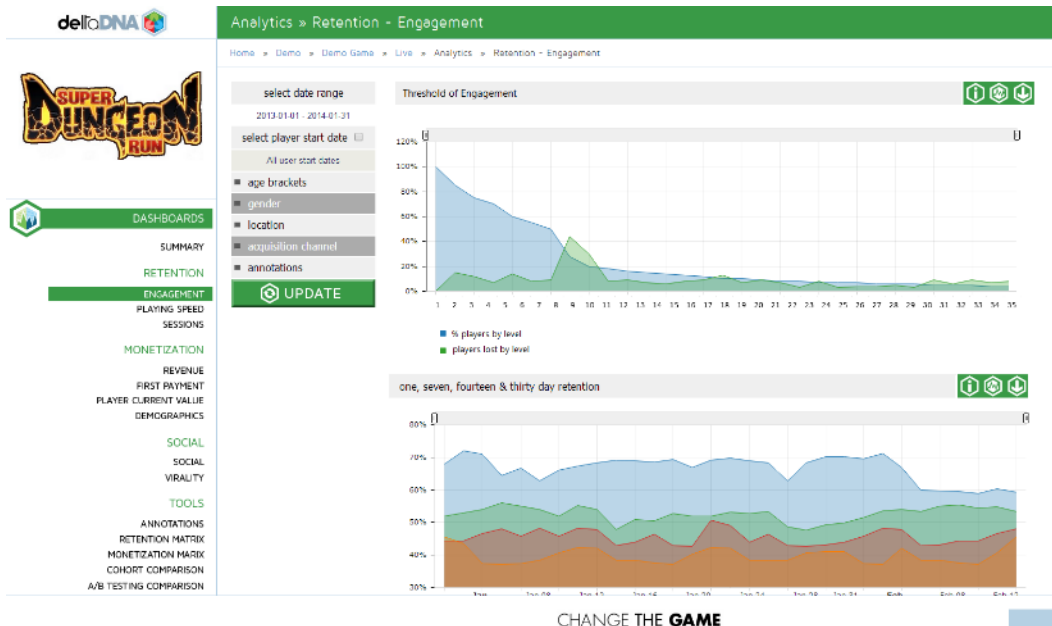 deltaDNA
Analytics » Retention - Engagement
Home » Demo » Demo Game » Live » Analytics » Retention - Engagement
SUPER
DUNGEON
RUN
select date range
2013-01-01 - 2014-01-31
select player start date
All user start dates
age brackets
gender
location
acquisition channel
annotations
UPDATE
DASHBOARDS
SUMMARY
RETENTION
ENGAGEMENT
PLAYING SPEED
SESSIONS
MONETIZATION
REVENUE
FIRST PAYMENT
PLAYER CURRENT VALUE
DEMOGRAPHICS
SOCIAL
SOCIAL
VIRALITY
TOOLS
ANNOTATIONS
RETENTION MATRIX
MONETIZATION MARIX
COHORT COMPARISON
A/B TESTING COMPARISON
Threshold of Engagement
120%
100%
80%
60%
40%
20%
0%
1 2 3 4 5 6 7 8 9 10 11 12 13 14 15 16 17 18 19 20 21 22 23 24 25 26 27 28 29 30 31 32 33 34 35
% players by level
players lost by level
one, seven, fourteen & thirty day retention
80%
70%
60%
50%
40%
30%
CHANGE THE GAME